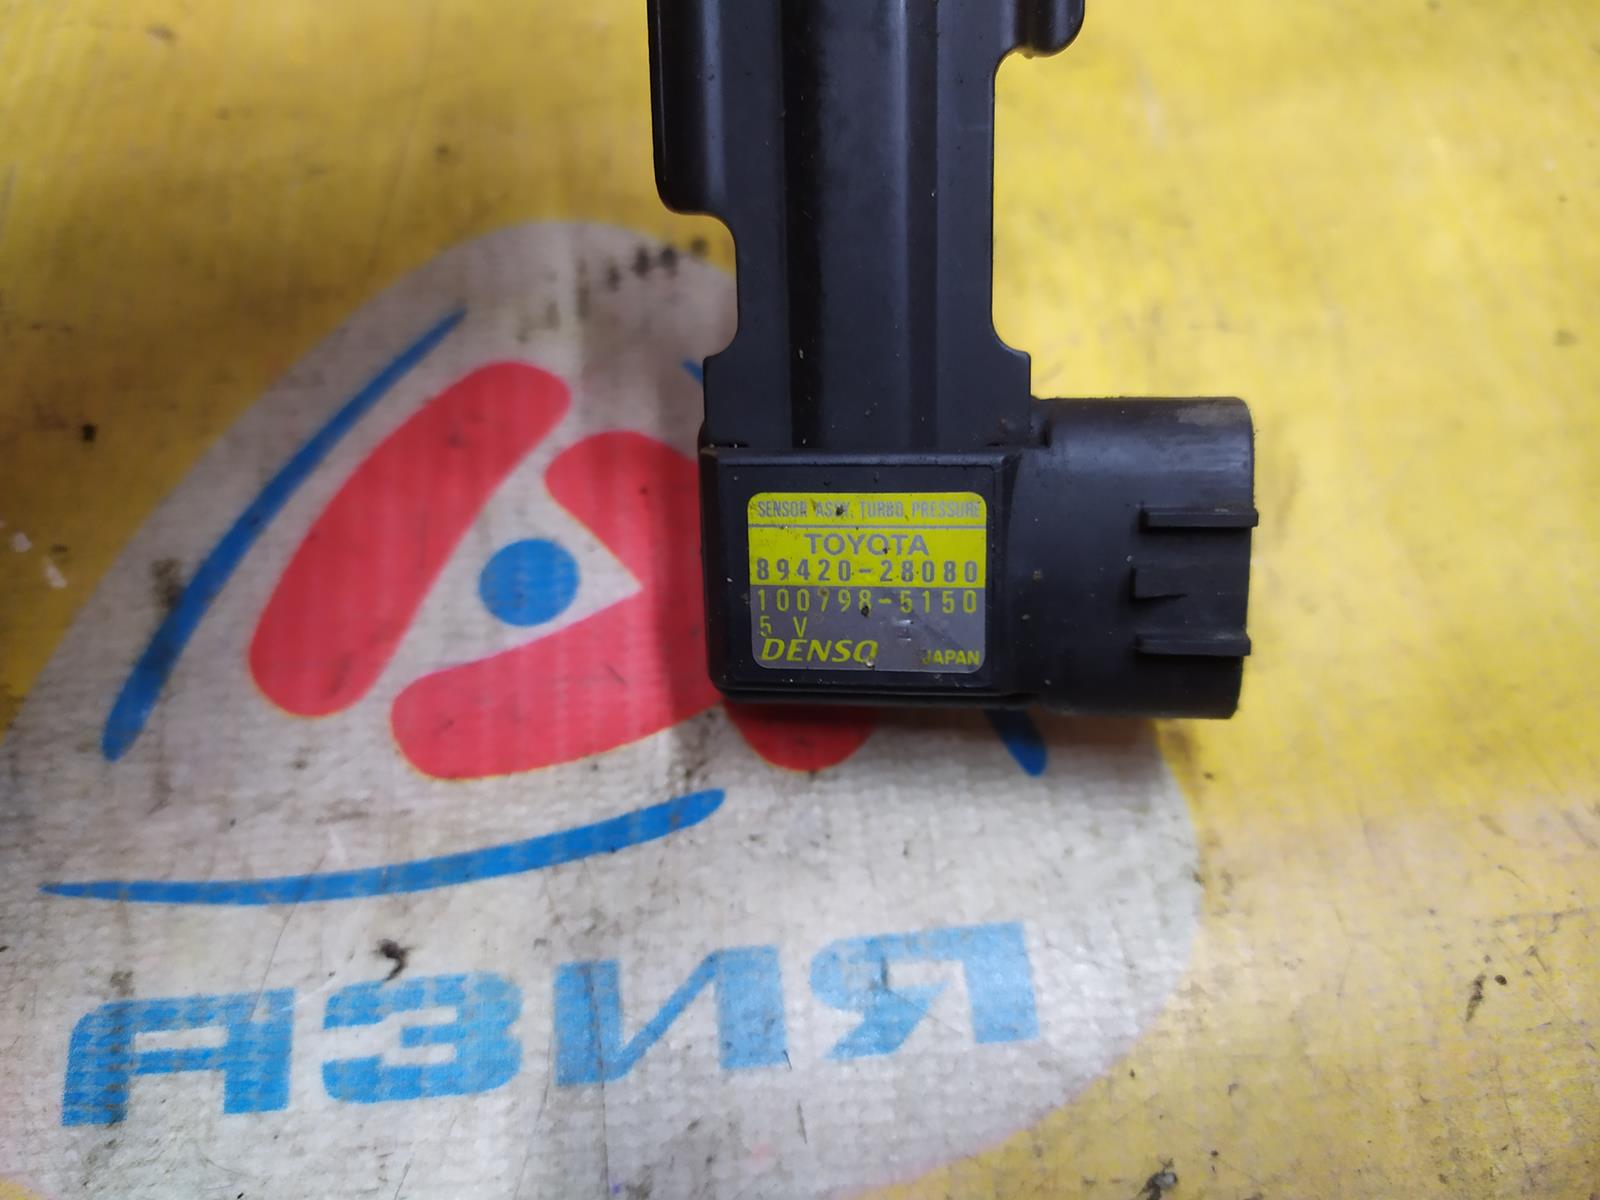 SENSOR ASSY, TURBO PRESSURE
TOYOTA
89420-28080
100798-5150
5 V
DENSO JAPAN
АЗИЯ